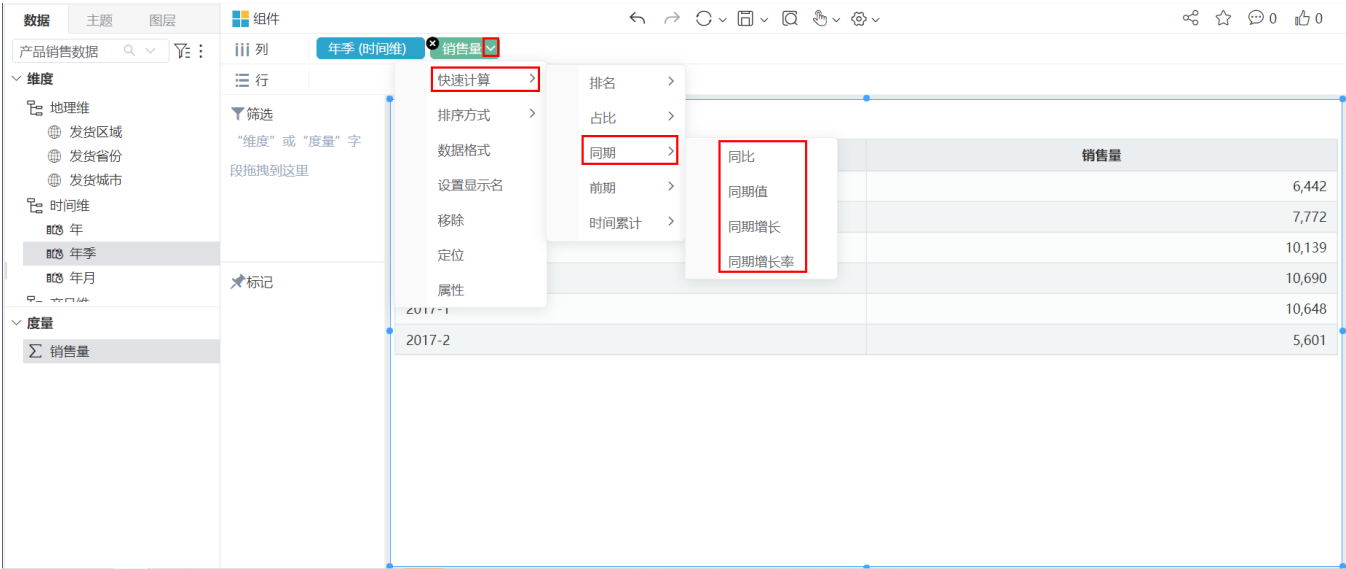 数据 主题 图层
组件
0 0
产品销售数据
列 年季 (时间维) 销售量
维度
行
地理维
发货区域
发货省份
发货城市
时间维
年
年季
年月
度量
销售量
筛选
“维度”或“度量”字
段拖拽到这里
标记
快速计算
排序方式
数据格式
设置显示名
移除
定位
属性
排名
占比
同期
前期
时间累计
同比
同期值
同期增长
同期增长率
销售量
6,442
7,772
10,139
10,690
2017-1 10,648
2017-2 5,601